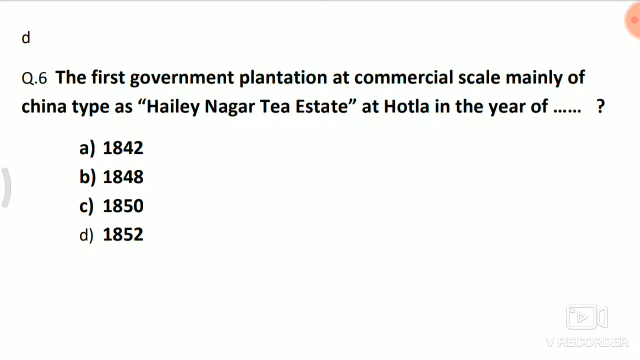 d
Q.6 The first government plantation at commercial scale mainly of
china type as “Hailey Nagar Tea Estate” at Hotla in the year of ...... ?
a) 1842
b) 1848
c) 1850
d) 1852
V RECORDER